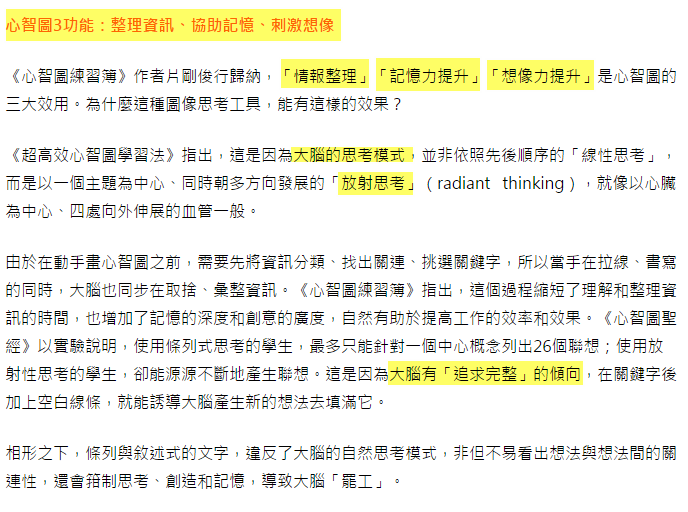 心智圖3功能：整理資訊、協助記憶、刺激想像
《心智圖練習簿》作者片剛俊行歸納，「情報整理」「記憶力提升」「想像力提升」是心智圖的
三大效用。為什麼這種圖像思考工具，能有這樣的效果？
《超高效心智圖學習法》指出，這是因為大腦的思考模式，並非依照先後順序的「線性思考」，
而是以一個主題為中心、同時朝多方向發展的「放射思考」（radiant thinking），就像以心臟
為中心、四處向外伸展的血管一般。
由於在動手畫心智圖之前，需要先將資訊分類、找出關連、挑選關鍵字，所以當手在拉線、書寫
的同時，大腦也同步在取捨、彙整資訊。《心智圖練習簿》指出，這個過程縮短了理解和整理資
訊的時間，也增加了記憶的深度和創意的廣度，自然有助於提高工作的效率和效果。《心智圖聖
經》以實驗說明，使用條列式思考的學生，最多只能針對一個中心概念列出26個聯想；使用放
射性思考的學生，卻能源源不斷地產生聯想。這是因為大腦有「追求完整」的傾向，在關鍵字後
加上空白線條，就能誘導大腦產生新的想法去填滿它。
相形之下，條列與敘述式的文字，違反了大腦的自然思考模式，非但不易看出想法與想法間的關
連性，還會箝制思考、創造和記憶，導致大腦「罷工」。